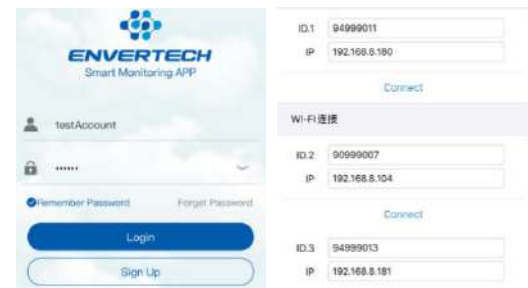 ENVERTECH
Smart Monitoring APP
testAccount
••••••
Remember Password Forget Password
Login
Sign Up
ID.1 94999011
IP 192.168.8.180
Connect
Wi-Fi连接
ID.2 90999007
IP 192.168.8.104
Connect
ID.3 94999013
IP 192.168.8.181